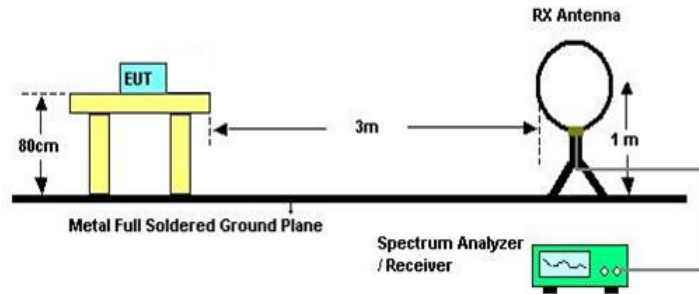 RX Antenna
EUT
3m
80cm
1 m
Metal Full Soldered Ground Plane
Spectrum Analyzer
/ Receiver